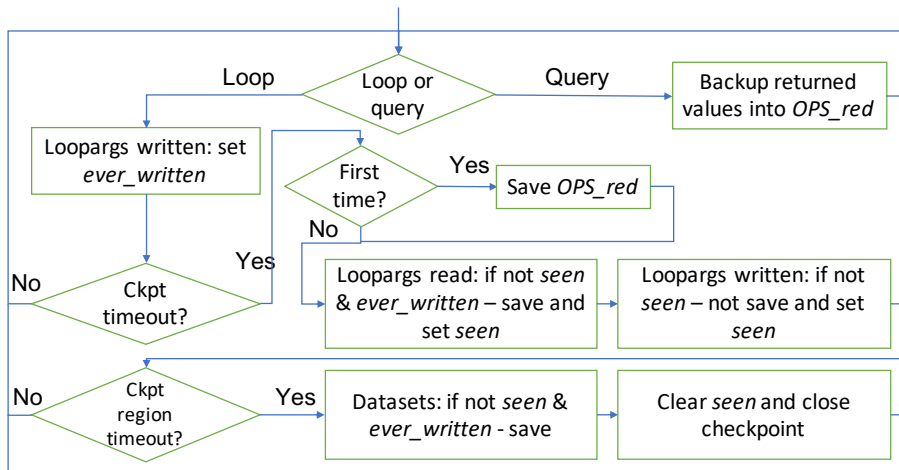 Loop
Loop or
query
Query
Backup returned
values into OPS_red
Loopargs written: set
ever_written
First
time?
Yes
Save OPS_red
No
Yes
No
Ckpt
timeout?
Loopargs read: if not seen
& ever_written – save and
set seen
Loopargs written: if not
seen – not save and set
seen
No
Ckpt
region
timeout?
Yes
Datasets: if not seen &
ever_written - save
Clear seen and close
checkpoint